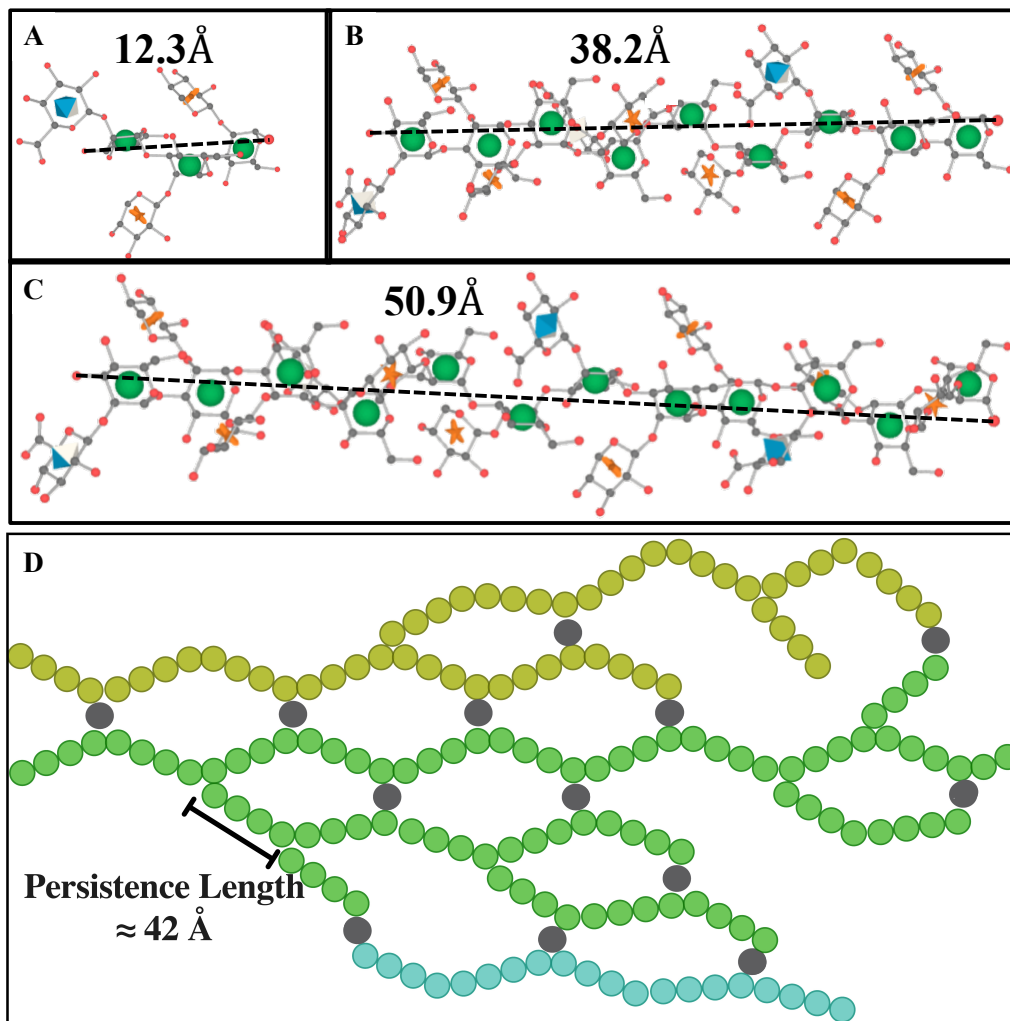 A
12.3Å
B
38.2Å
C
50.9Å
D
Persistence Length
≈ 42 Å